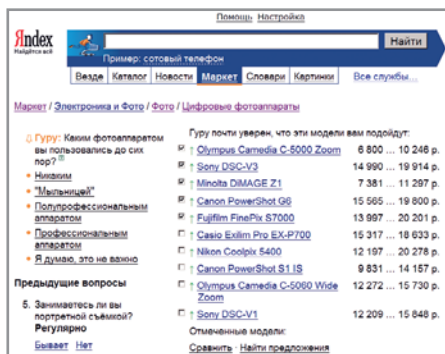 Помощь Настройка
Яndex
Найдётся всё
Найти
Пример: сотовый телефон
Везде Каталог Новости Маркет Словари Картинки Все службы...
Маркет / Электроника и Фото / Фото / Цифровые фотоаппараты
Гуру: Каким фотоаппаратом
вы пользовались до сих
пор?
Никаким
"Мыльницей"
Полупрофессиональным
аппаратом
Профессиональным
аппаратом
Я думаю, это не важно
Предыдущие вопросы
5. Занимаетесь ли вы
портретной съёмкой?
Регулярно
Бывает Нет
Гуру почти уверен, что эти модели вам подойдут:
Olympus Camedia C-5000 Zoom 6 800 ... 10 246 р.
Sony DSC-V3 14 990 ... 19 914 р.
Minolta DiMAGE Z1 7 381 ... 11 297 р.
Canon PowerShot G6 15 565 ... 19 800 р.
Fujifilm FinePix S7000 13 997 ... 20 201 р.
Casio Exilim Pro EX-P700 15 317 ... 18 633 р.
Nikon Coolpix 5400 12 197 ... 20 278 р.
Canon PowerShot S1 IS 9 831 ... 14 157 р.
Olympus Camedia C-5060 Wide 12 272 ... 15 730 р.
Zoom
Sony DSC-V1 12 209 ... 15 848 р.
Отмеченные модели:
Сравнить · Найти предложения